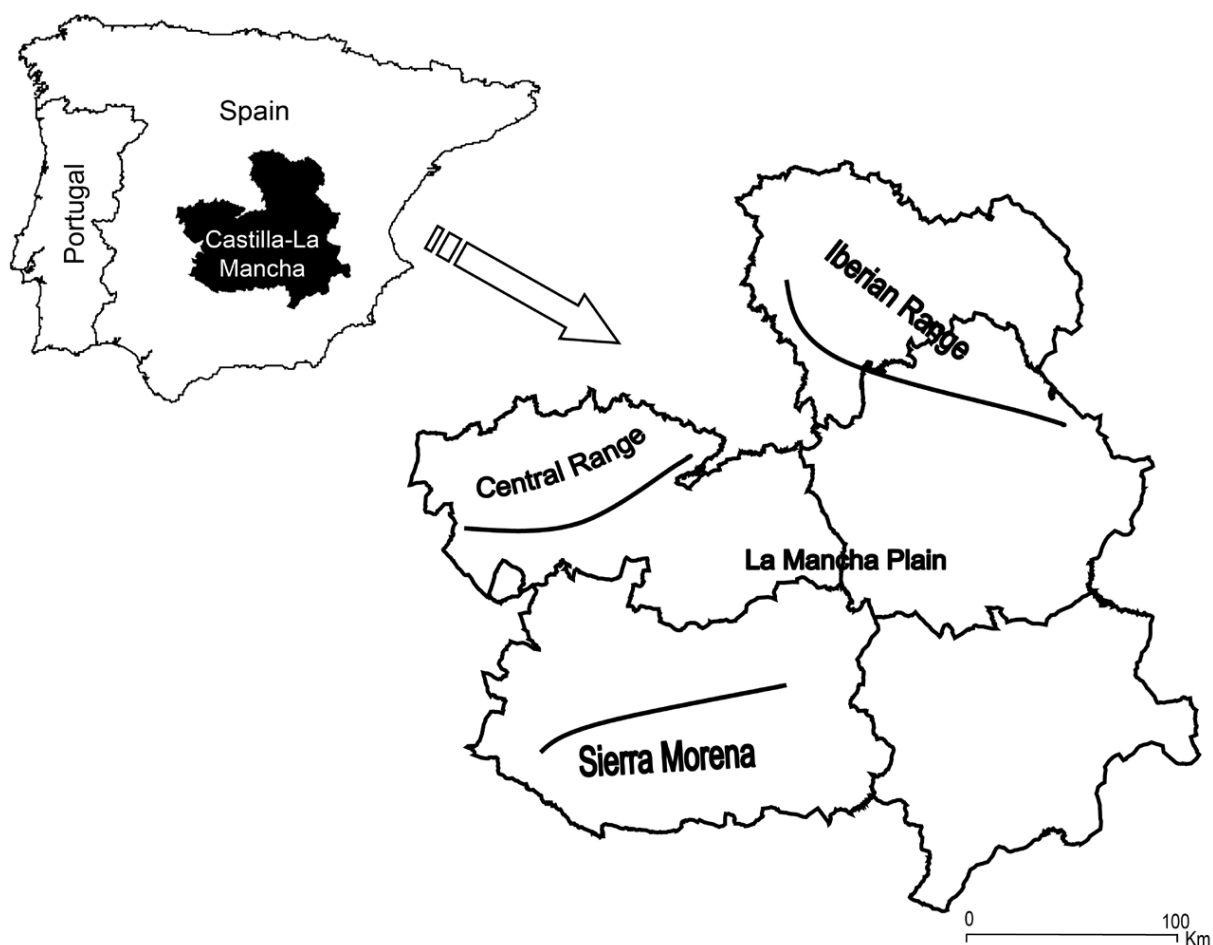 Spain
Portugal
Castilla-La
Mancha
Iberian Range
Central Range
La Mancha Plain
Sierra Morena
0 100
Km